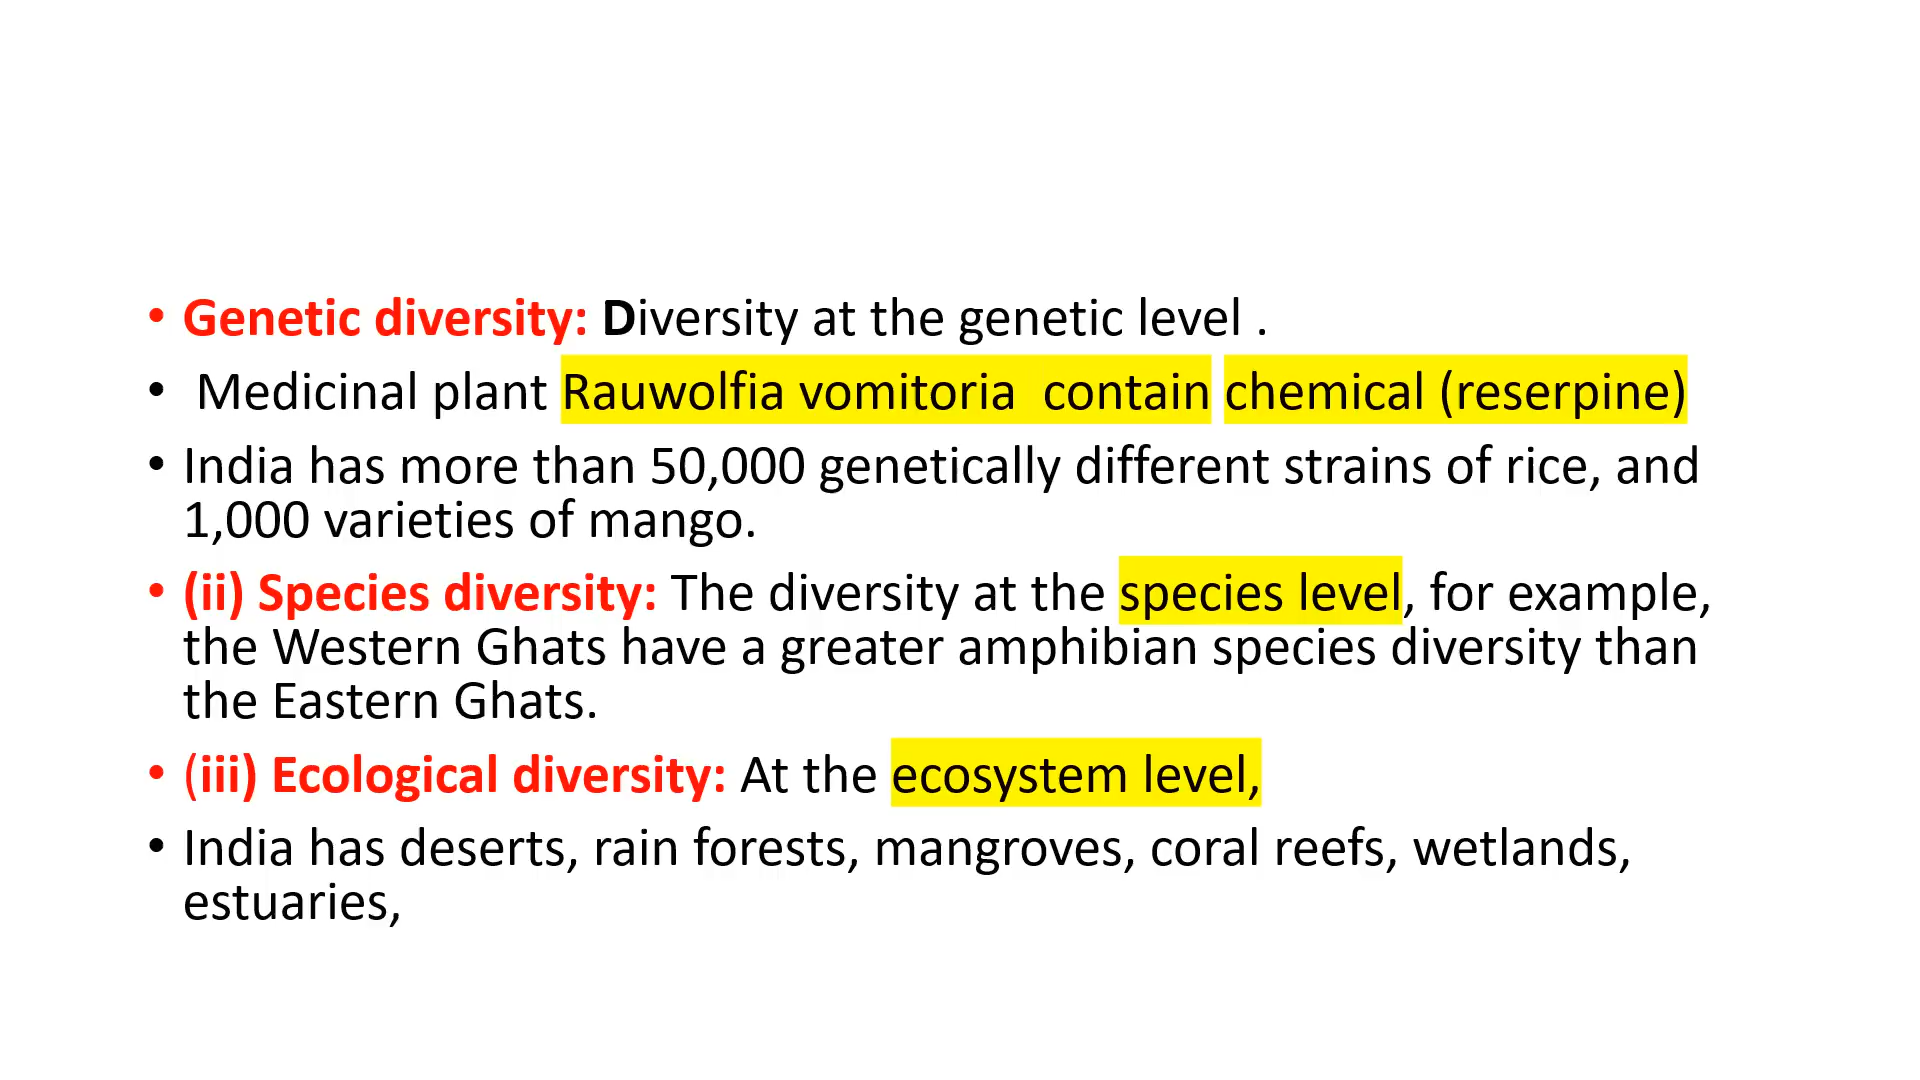 • Genetic diversity: Diversity at the genetic level .
• Medicinal plant Rauwolfia vomitoria  contain chemical (reserpine)
• India has more than 50,000 genetically different strains of rice, and
1,000 varieties of mango.
• (ii) Species diversity: The diversity at the species level, for example,
the Western Ghats have a greater amphibian species diversity than
the Eastern Ghats.
• (iii) Ecological diversity: At the ecosystem level,
• India has deserts, rain forests, mangroves, coral reefs, wetlands,
estuaries,